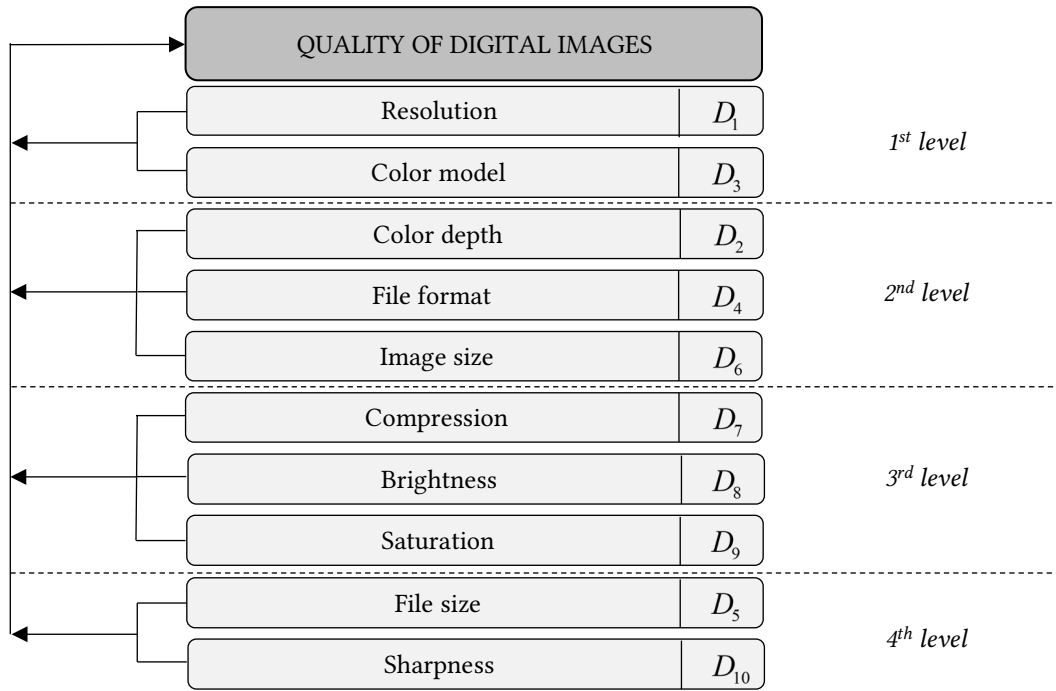 QUALITY OF DIGITAL IMAGES
Resolution D₁
1ˢᵗ level
Color model D₃
Color depth D₂
File format D₄
2ⁿᵈ level
Image size D₆
Compression D₇
Brightness D₈
3ʳᵈ level
Saturation D₉
File size D₅
4ᵗʰ level
Sharpness D₁₀